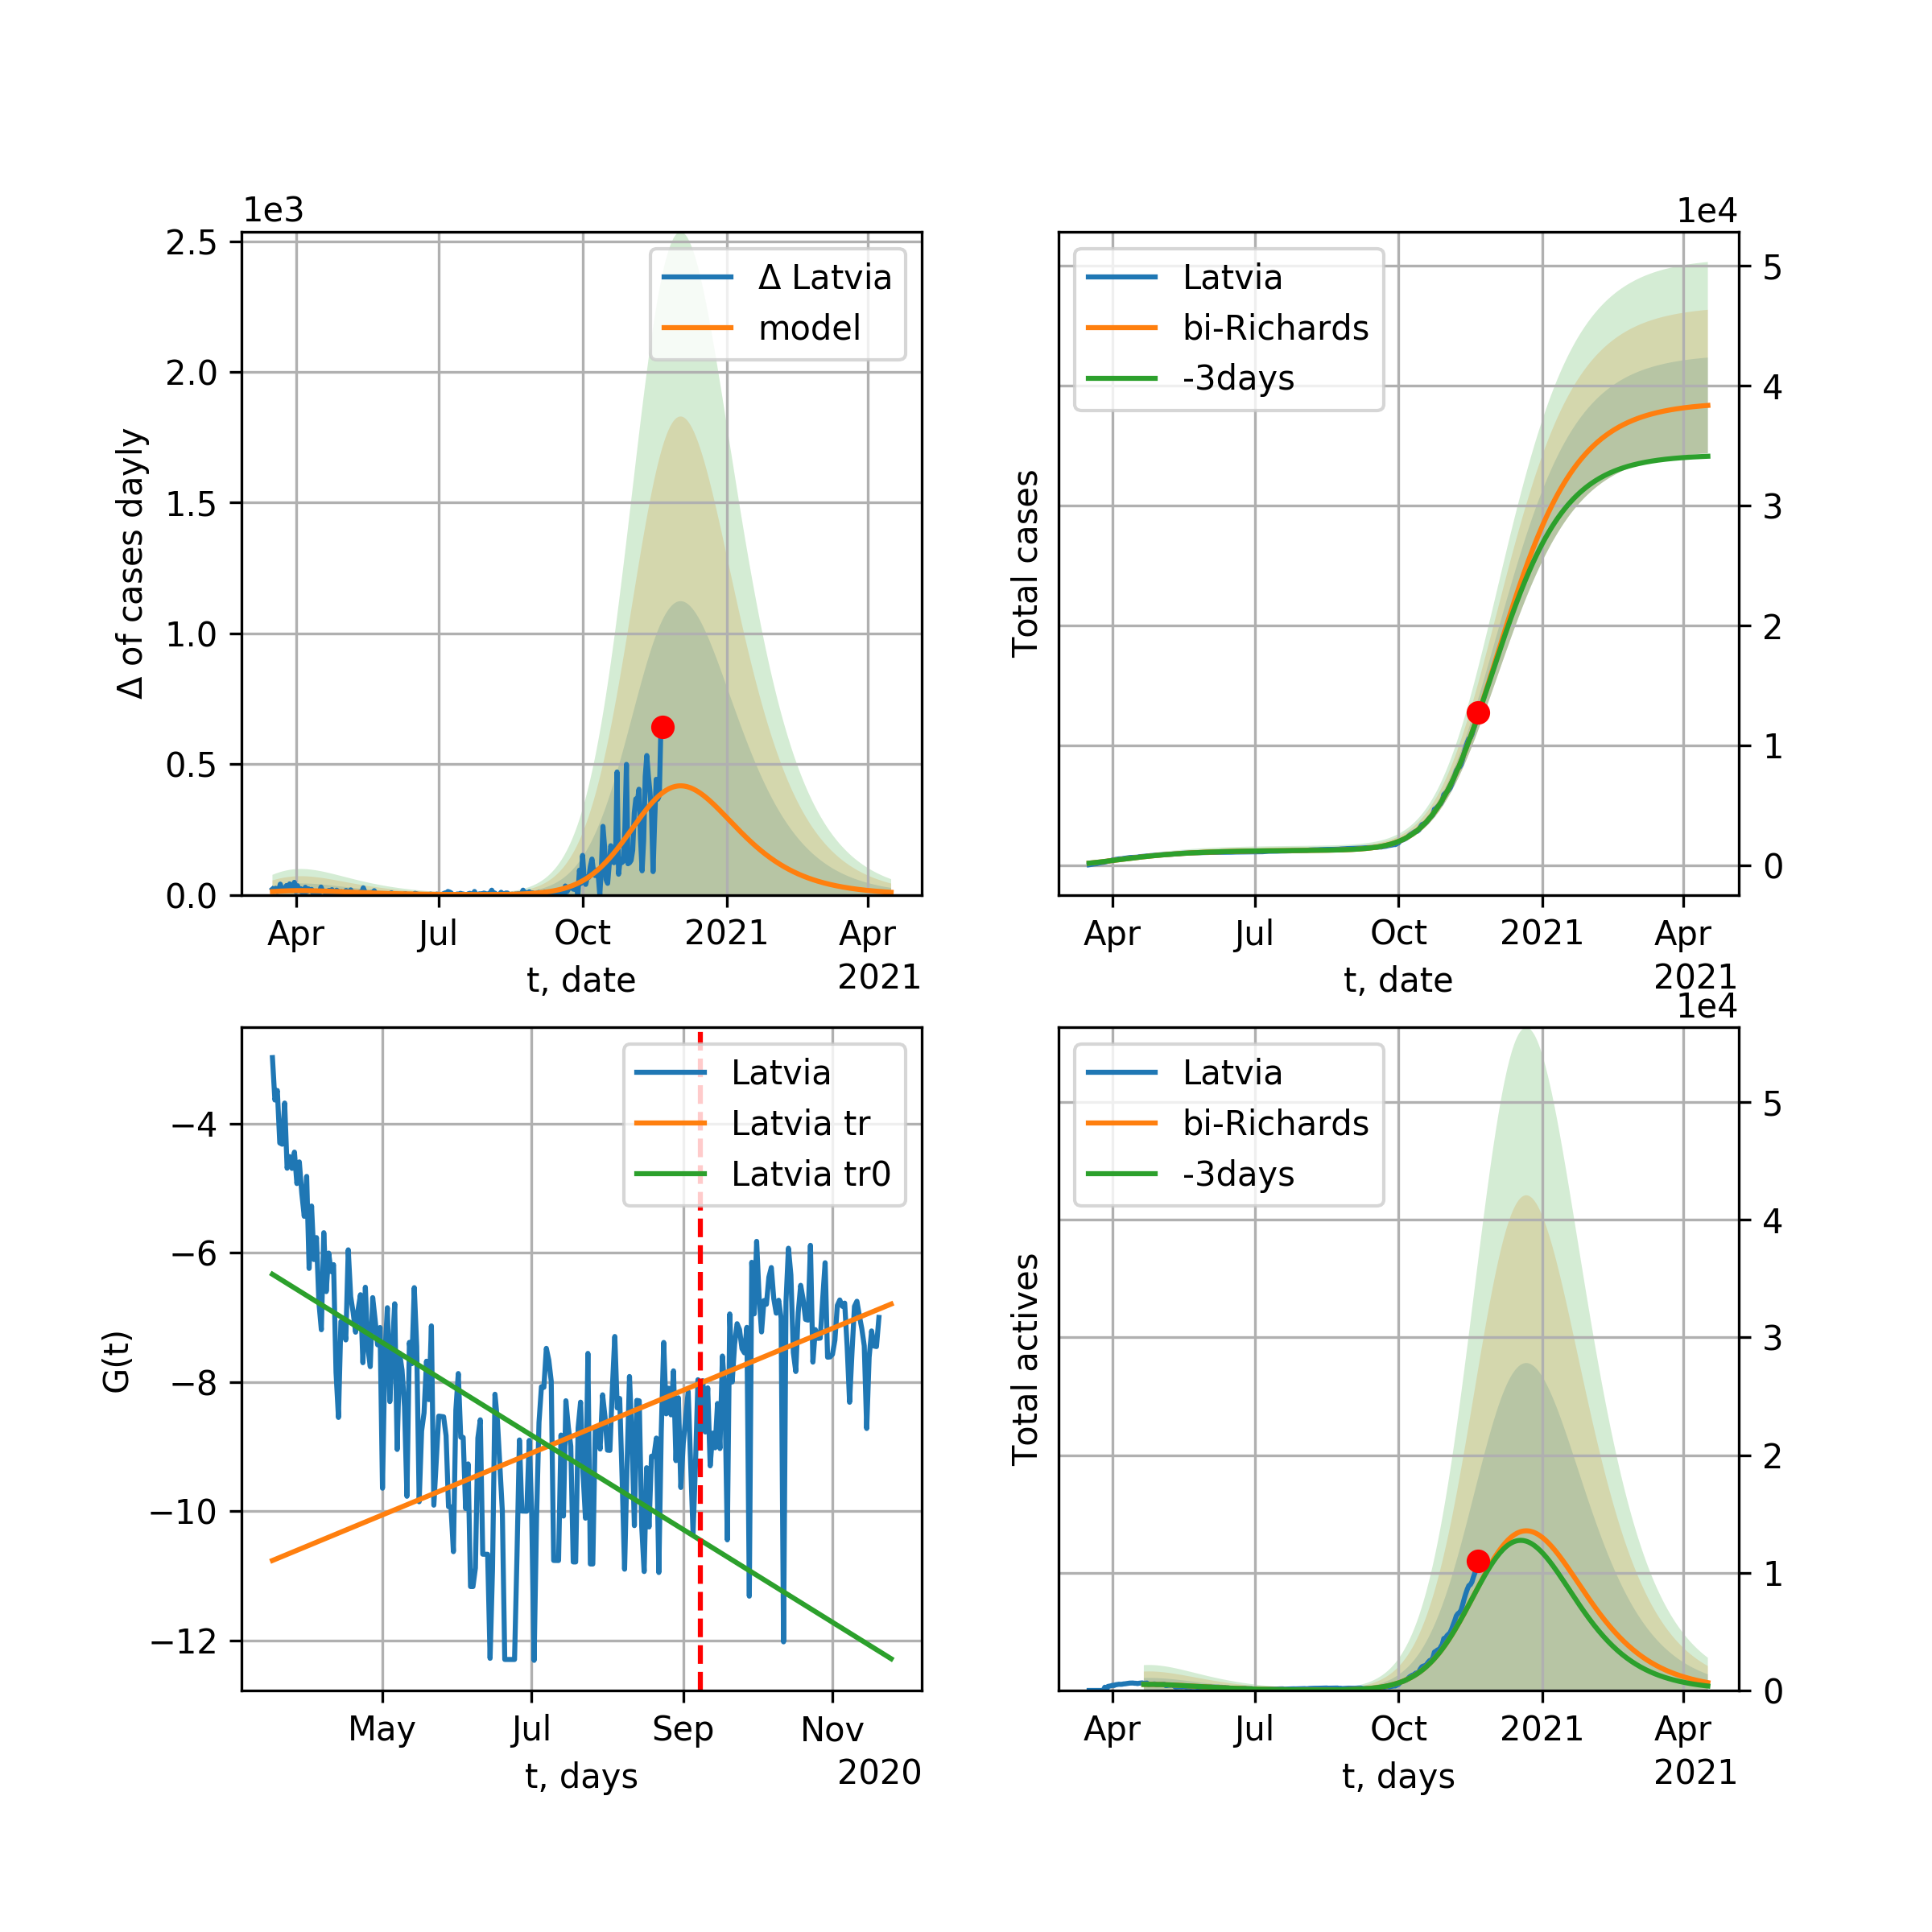 1e3
2.5
2.0
1.5
1.0
0.5
0.0
Δ of cases dayly
Δ Latvia
model
Apr
Jul
Oct
2021
Apr
2021
t, date
1e4
Total cases
Latvia
bi-Richards
-3days
5
4
3
2
1
0
Apr
Jul
Oct
2021
Apr
2021
t, date
−4
−6
−8
−10
−12
G(t)
Latvia
Latvia tr
Latvia tr0
May
Jul
Sep
Nov
2020
t, days
1e4
Total actives
Latvia
bi-Richards
-3days
5
4
3
2
1
0
Apr
Jul
Oct
2021
Apr
2021
t, days